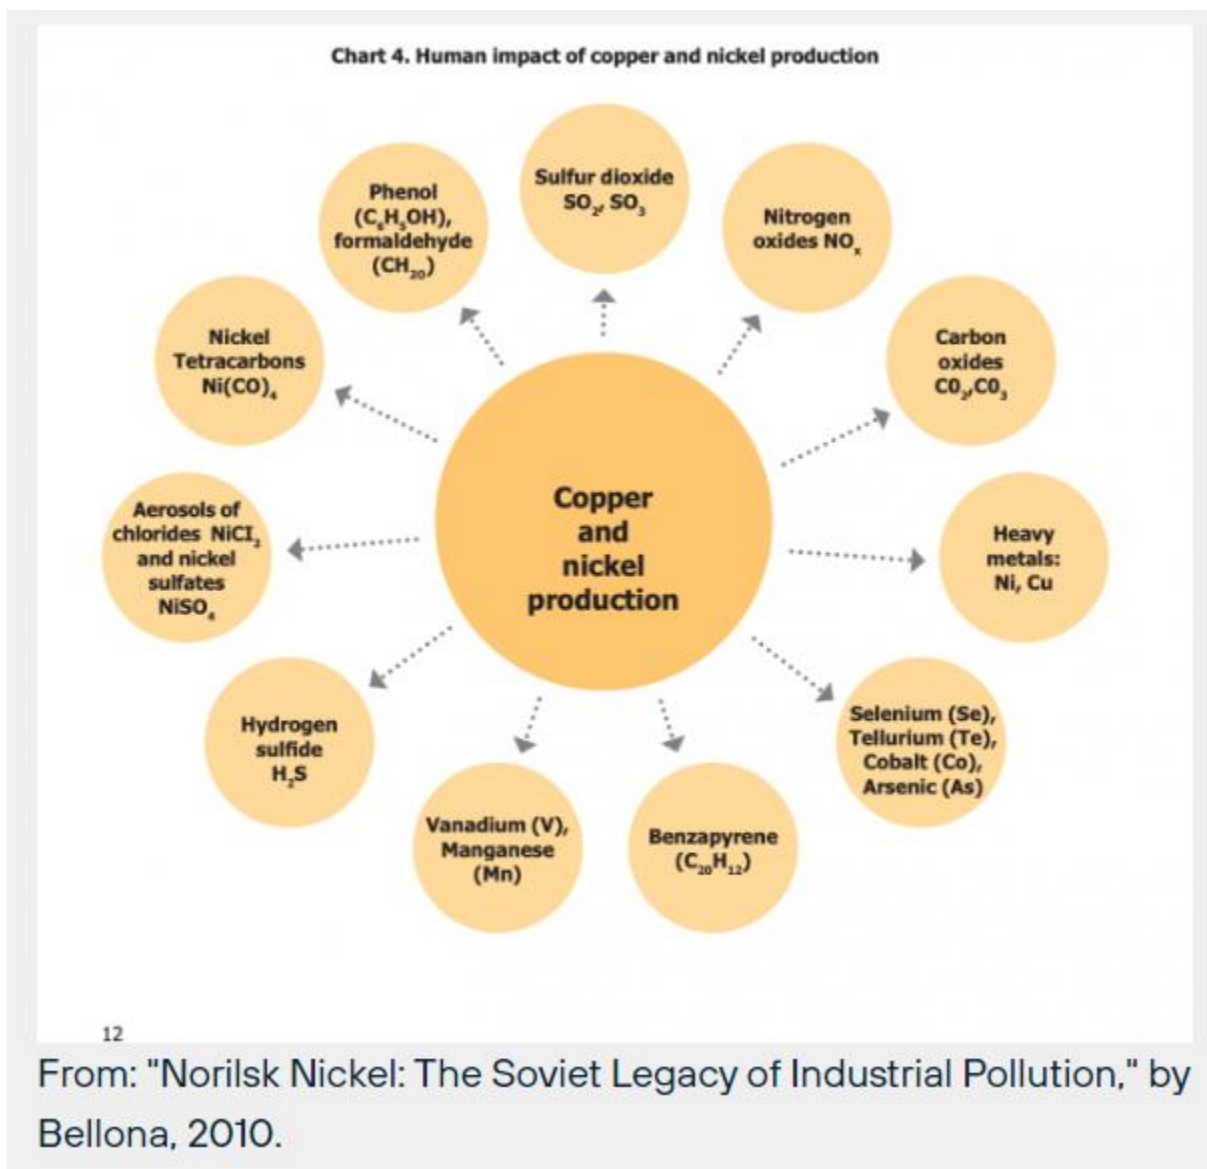 Chart 4. Human impact of copper and nickel production
Sulfur dioxide
SO₂, SO₃
Nitrogen
oxides NOₓ
Carbon
oxides
C0₂,C0₃
Heavy
metals:
Ni, Cu
Selenium (Se),
Tellurium (Te),
Cobalt (Co),
Arsenic (As)
Benzapyrene
(C₂₀H₁₂)
Vanadium (V),
Manganese
(Mn)
Hydrogen
sulfide
H₂S
Aerosols of
chlorides NiCI₂
and nickel
sulfates
NiSO₄
Nickel
Tetracarbons
Ni(CO)₄
Phenol
(C₆H₅OH),
formaldehyde
(CH₂₀)
Copper
and
nickel
production
12
From: "Norilsk Nickel: The Soviet Legacy of Industrial Pollution," by
Bellona, 2010.